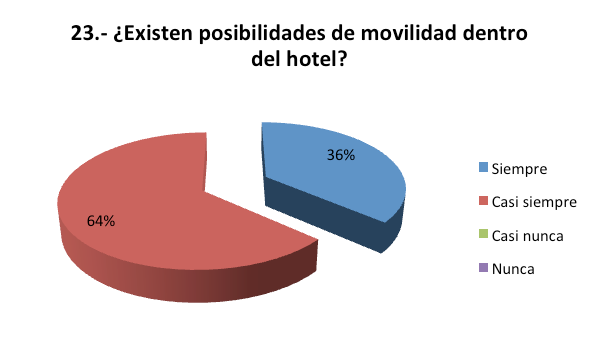 23.- ¿Existen posibilidades de movilidad dentro
del hotel?
36%
64%
Siempre
Casi siempre
Casi nunca
Nunca